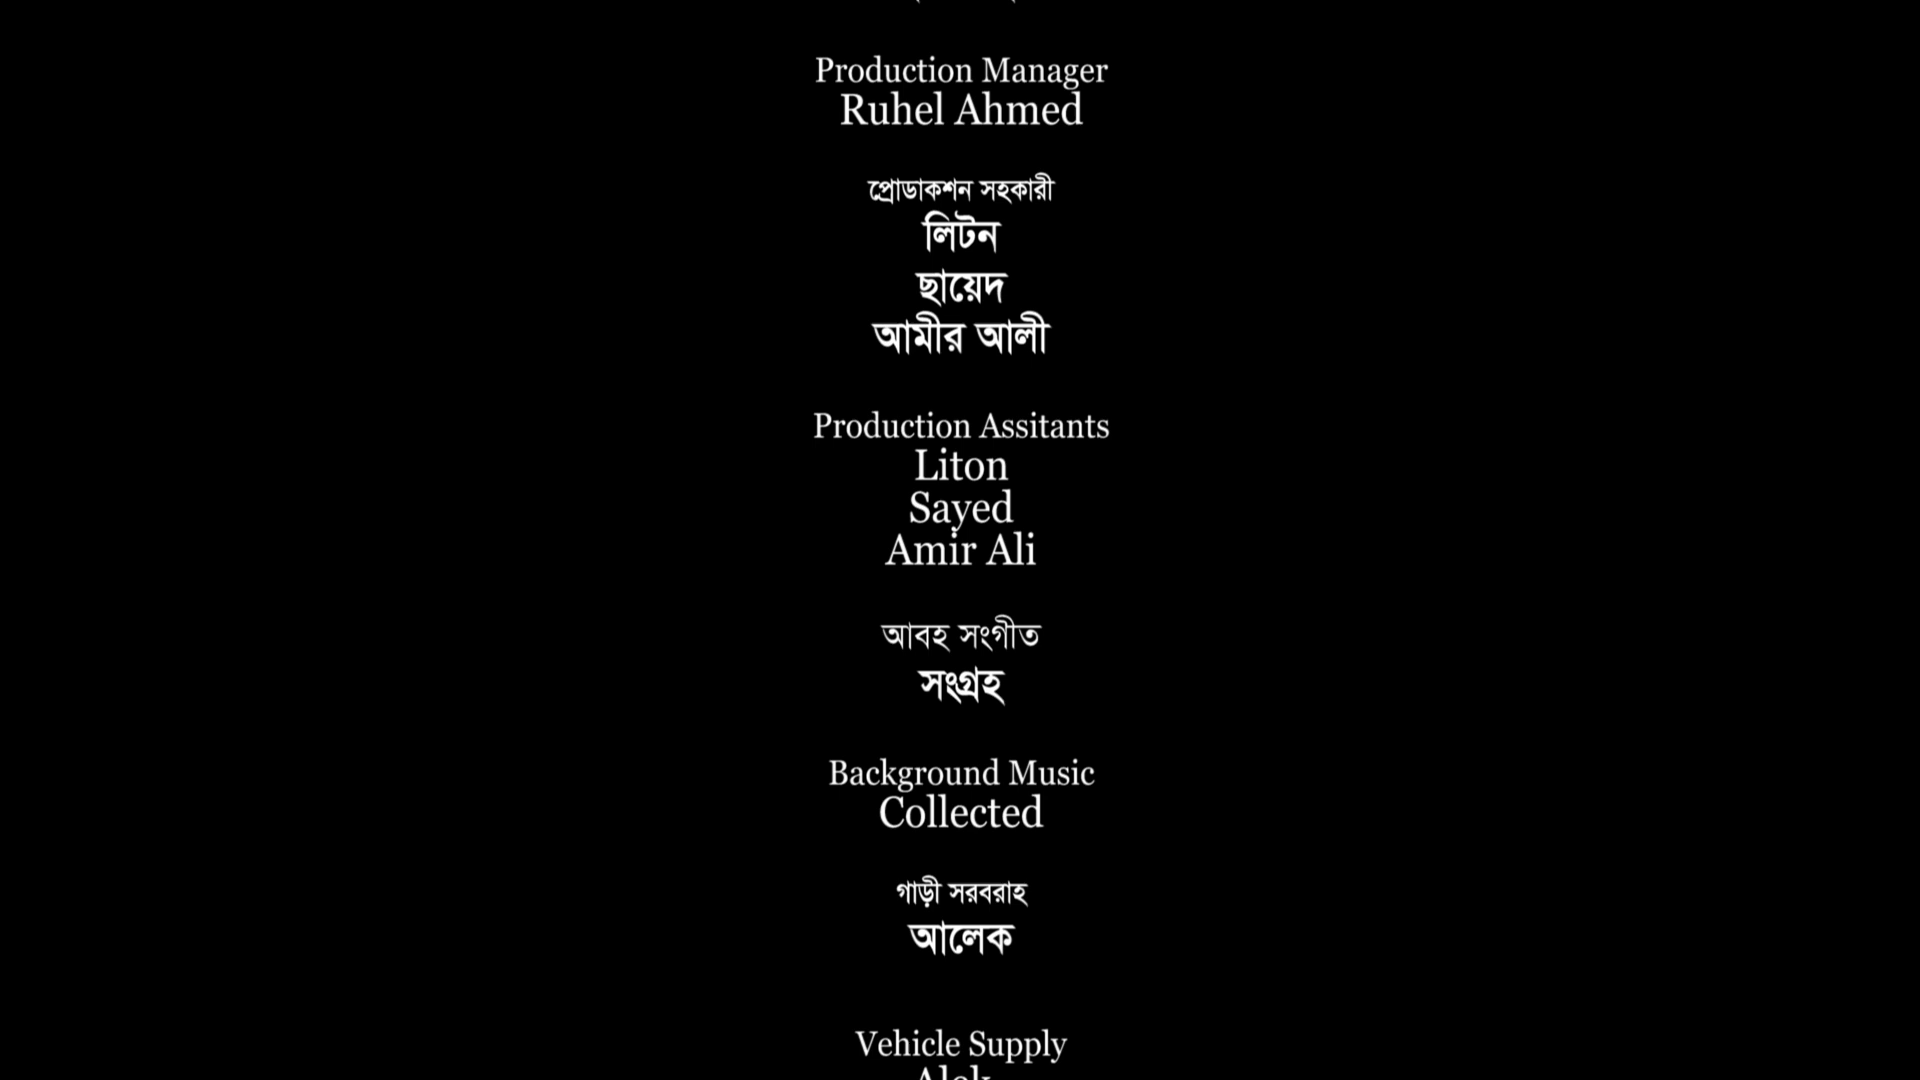 Production Manager
Ruhel Ahmed
প্রোডাকশন সহকারী
লিটন
ছায়েদ
আমীর আলী
Production Assitants
Liton
Sayed
Amir Ali
আবহ সংগীত
সংগ্রহ
Background Music
Collected
গাড়ী সরবরাহ
আলেক
Vehicle Supply